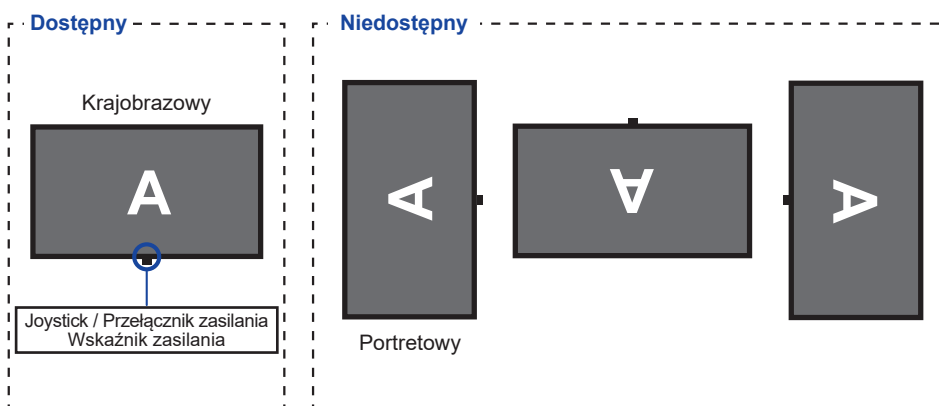 Dostępny
Niedostępny
Krajobrazowy
A
A
A
A
Joystick / Przełącznik zasilania
Wskaźnik zasilania
Portretowy